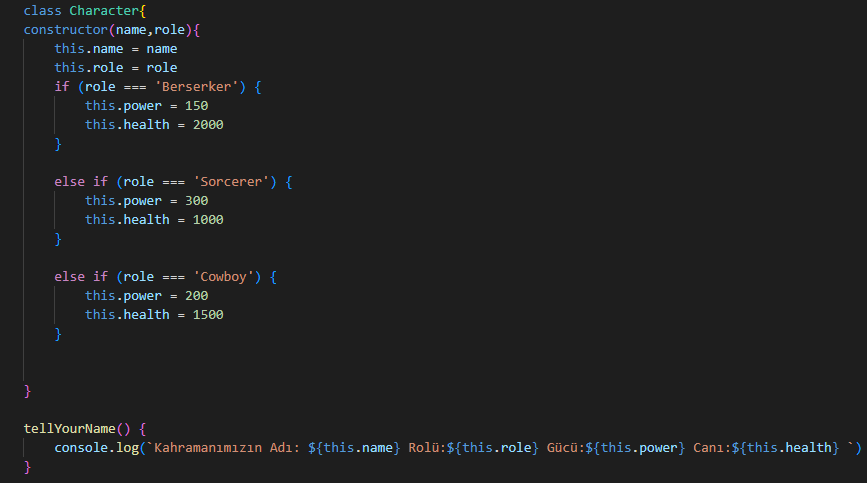 class Character{
constructor(name,role){
this.name = name
this.role = role
if (role === 'Berserker') {
this.power = 150
this.health = 2000
}
else if (role === 'Sorcerer') {
this.power = 300
this.health = 1000
}
else if (role === 'Cowboy') {
this.power = 200
this.health = 1500
}
}
tellYourName() {
console.log(`Kahramanımızın Adı: ${this.name} Rolü:${this.role} Gücü:${this.power} Canı:${this.health} `)
}